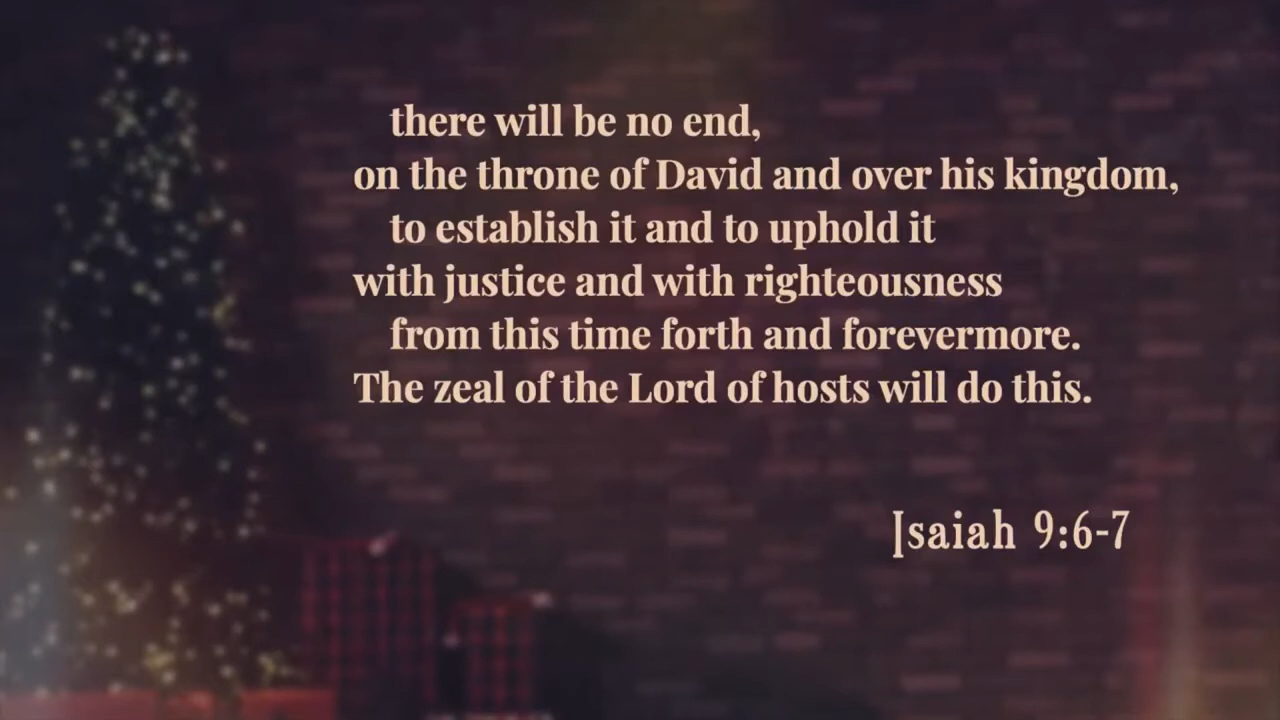 there will be no end,
on the throne of David and over his kingdom,
to establish it and to uphold it
with justice and with righteousness
from this time forth and forevermore.
The zeal of the Lord of hosts will do this.
Isaiah 9:6-7